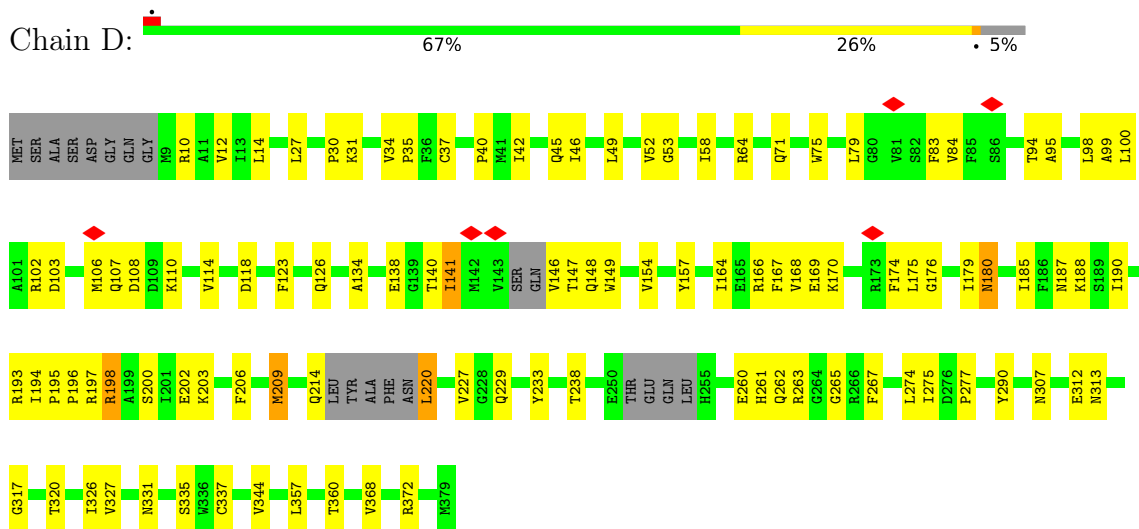 Chain D:
67% 26% • 5%
MET SER ALA SER ASP GLY GLN GLY M9 R10 A11 V12 I13 L14 L27 P30 K31 V34 P35 F36 C37 P40 M41 I42 Q45 I46 L49 V52 G53 I58 R64 Q71 W75 L79 G80 V81 S82 F83 V84 F85 S86 T94 A95 L98 A99 L100
A101 R102 D103 M106 Q107 D108 D109 K110 V114 D118 F123 Q126 A134 E138 G139 T140 I141 M142 V143 SER GLN V146 T147 Q148 W149 V154 Y157 I164 E165 R166 F167 V168 E169 K170 R173 F174 L175 G176 I179 N180 I185 F186 N187 K188 S189 I190
R193 I194 P195 P196 R197 R198 A199 S200 I201 E202 K203 F206 M209 Q214 LEU TYR ALA PHE ASN L220 V227 G228 Q229 Y233 T238 E250 THR GLU GLN LEU H255 E260 H261 Q262 R263 G264 G265 R266 F267 L274 I275 D276 P277 Y290 N307 E312 N313
G317 T320 I326 V327 N331 S335 W336 C337 V344 L357 T360 V368 R372 M379